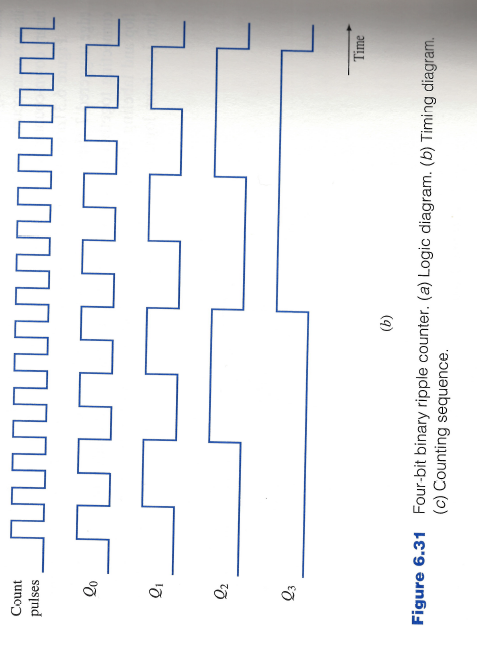 Count
pulses
Q0
Q1
Q2
Q3
Time
(b)
Figure 6.31 Four-bit binary ripple counter. (a) Logic diagram. (b) Timing diagram.
(c) Counting sequence.